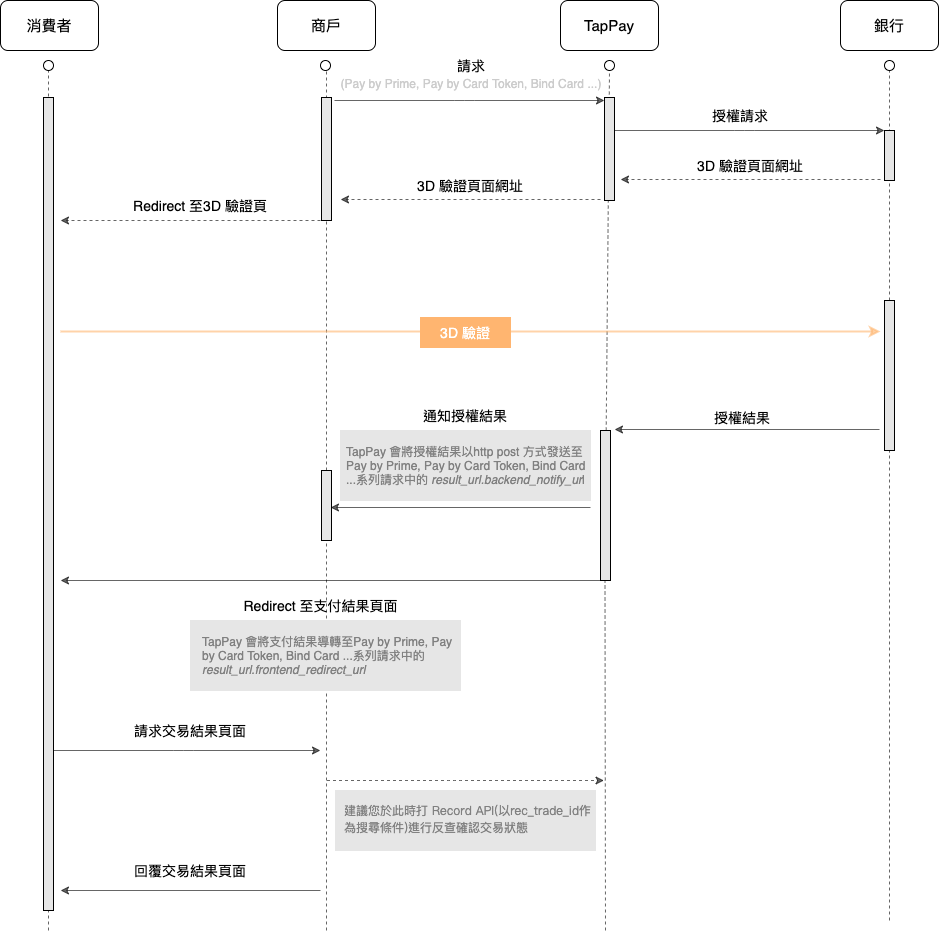 消費者
商戶
TapPay
銀行
請求
(Pay by Prime, Pay by Card Token, Bind Card ...)
授權請求
3D 驗證頁面網址
3D 驗證頁面網址
Redirect 至3D 驗證頁
3D 驗證
通知授權結果
授權結果
TapPay 會將授權結果以http post 方式發送至
Pay by Prime, Pay by Card Token, Bind Card
...系列請求中的 result_url.backend_notify_url
Redirect 至支付結果頁面
TapPay 會將支付結果導轉至Pay by Prime, Pay
by Card Token, Bind Card ...系列請求中的
result_url.frontend_redirect_url
請求交易結果頁面
建議您於此時打 Record API(以rec_trade_id作
為搜尋條件)進行反查確認交易狀態
回覆交易結果頁面